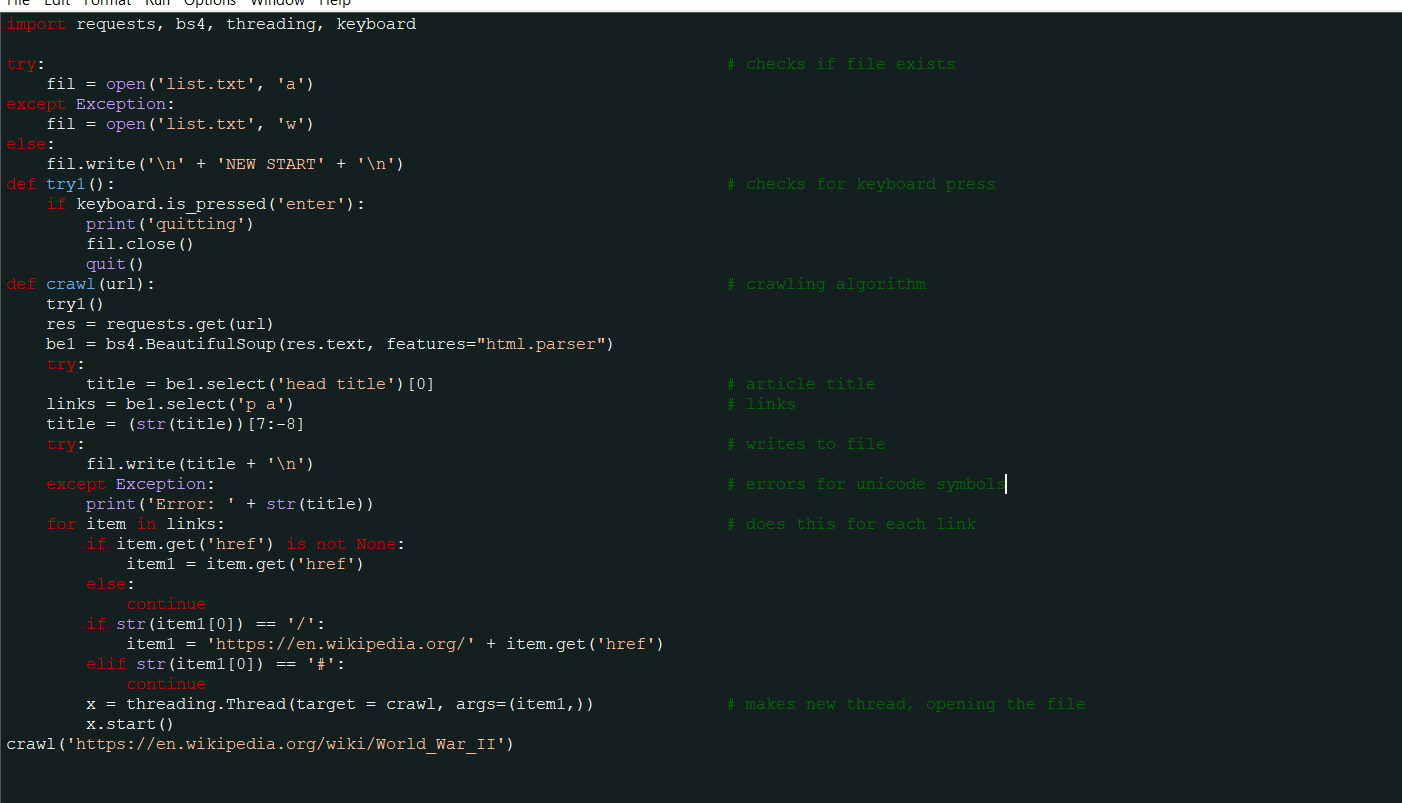 File Edit Format Run Options Window Help
import requests, bs4, threading, keyboard
try: # checks if file exists
    fil = open('list.txt', 'a')
except Exception:
    fil = open('list.txt', 'w')
else:
    fil.write('\n' + 'NEW START' + '\n')
def try1(): # checks for keyboard press
    if keyboard.is_pressed('enter'):
        print('quitting')
        fil.close()
        quit()
def crawl(url): # crawling algorithm
    try1()
    res = requests.get(url)
    be1 = bs4.BeautifulSoup(res.text, features="html.parser")
    try:
        title = be1.select('head title')[0] # article title
    links = be1.select('p a') # links
    title = (str(title))[7:-8]
    try: # writes to file
        fil.write(title + '\n')
    except Exception: # errors for unicode symbols
        print('Error: ' + str(title))
    for item in links: # does this for each link
        if item.get('href') is not None:
            item1 = item.get('href')
        else:
            continue
        if str(item1[0]) == '/':
            item1 = 'https://en.wikipedia.org/' + item.get('href')
        elif str(item1[0]) == '#':
            continue
        x = threading.Thread(target = crawl, args=(item1,)) # makes new thread, opening the file
        x.start()
crawl('https://en.wikipedia.org/wiki/World_War_II')